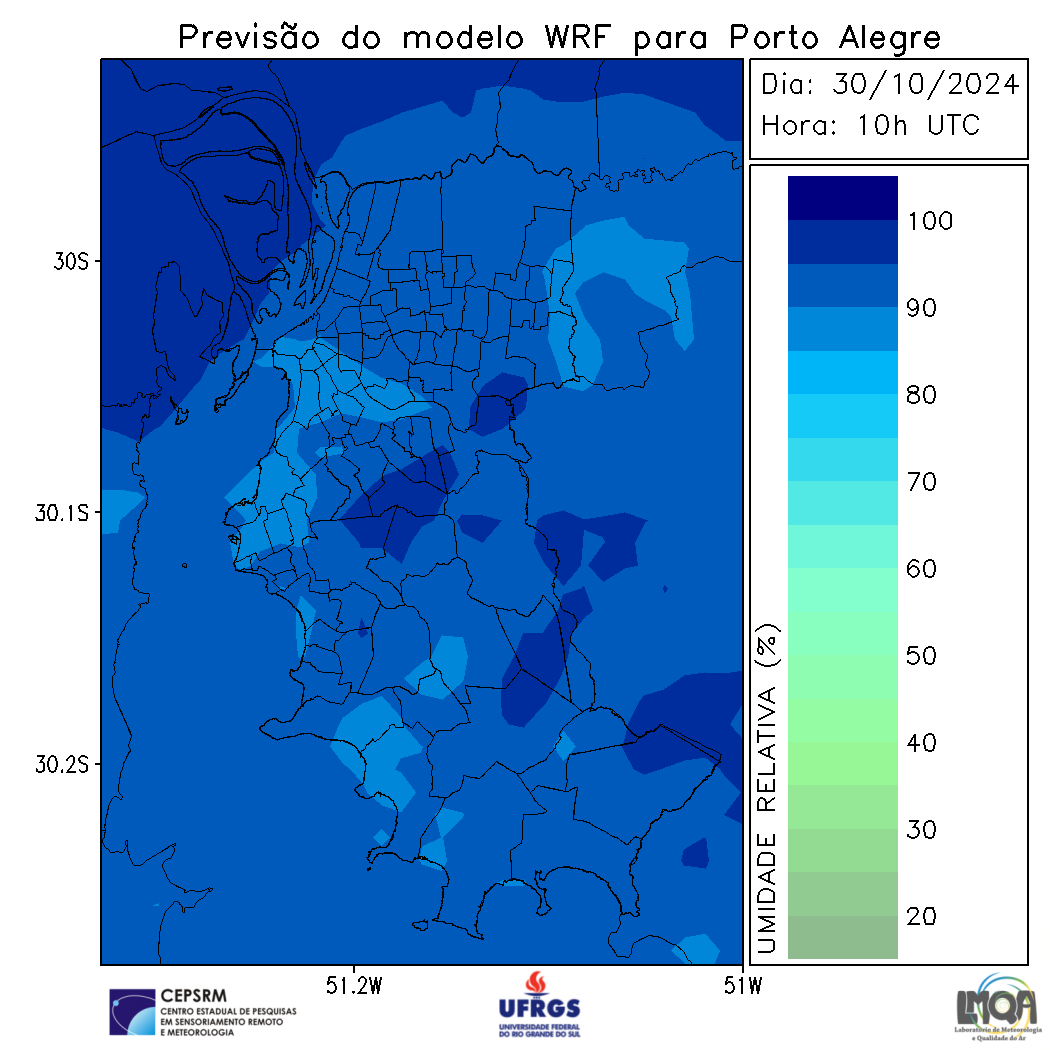 Previsão do modelo WRF para Porto Alegre
Dia: 30/10/2024
Hora: 10h UTC
100
90
80
70
60
50
40
30
20
UMIDADE RELATIVA (%)
30S
30.1S
30.2S
51.2W
51W
CEPSRM
CENTRO ESTADUAL DE PESQUISAS
EM SENSORIAMENTO REMOTO
E METEOROLOGIA
UFRGS
UNIVERSIDADE FEDERAL
DO RIO GRANDE DO SUL
LMQA
Laboratório de Meteorologia
e Qualidade do Ar